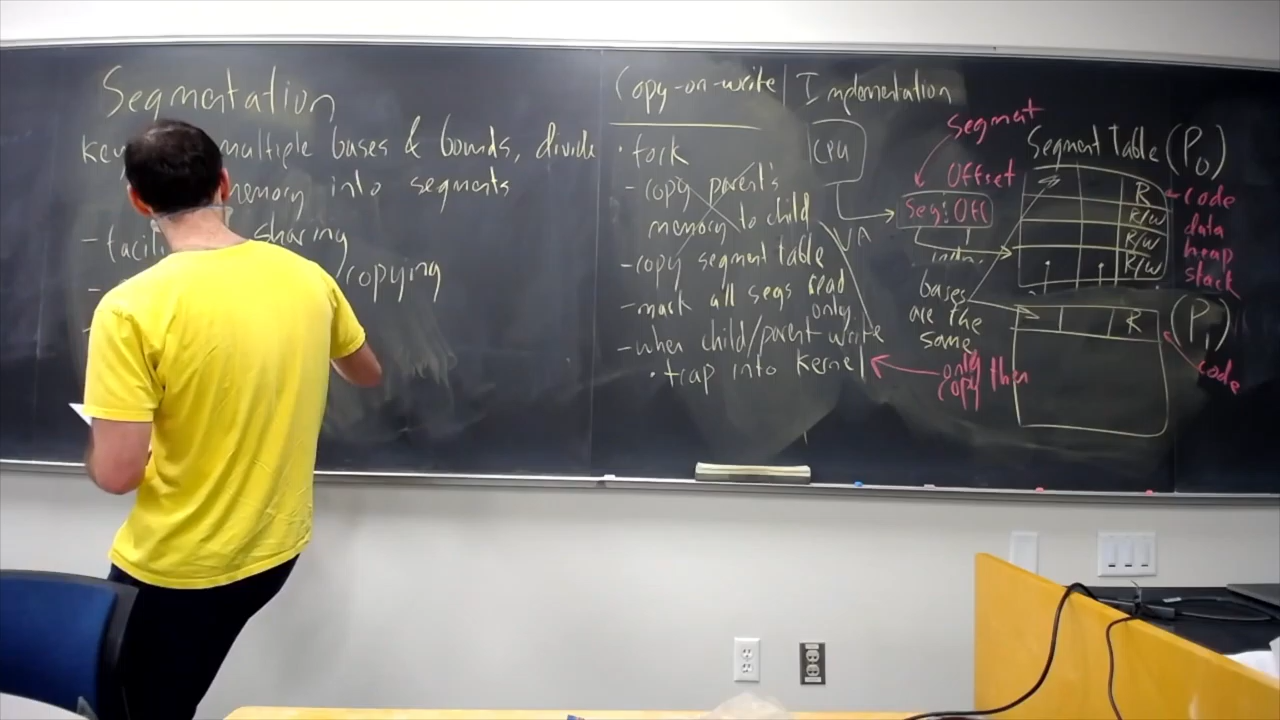 Segmentation
multiple bases & bounds, divide
memory into segments
sharing
copying
Copy-on-write
• fork
- copy parent's
memory to child
- copy segment table
- mark all segs read
only
- when child/parent write
• trap into kernel
only then
copy
Implementation
CPU
VA
Segment
Offset
Seg: Off
indx.
bases
are the
same
Segment Table (P0)
R
R/W
R/W
R/W
code
data
heap
stack
(P1)
R
code